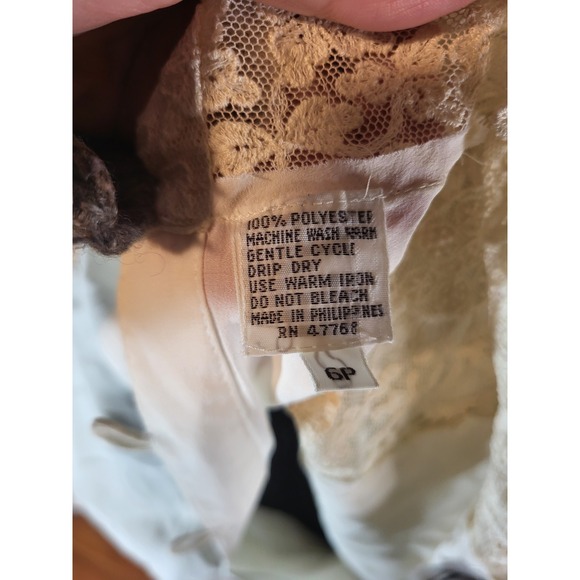 100% POLYESTER
MACHINE WASH WARM
GENTLE CYCLE
DRIP DRY
USE WARM IRON
DO NOT BLEACH
MADE IN PHILIPPINES
RN 47768
6P